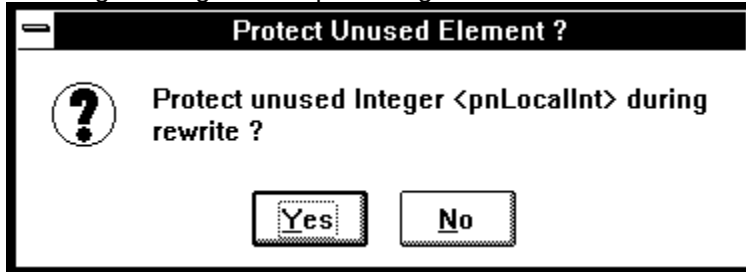 Protect Unused Element ?
Protect unused Integer <pnLocalInt> during
rewrite ?
Yes
No